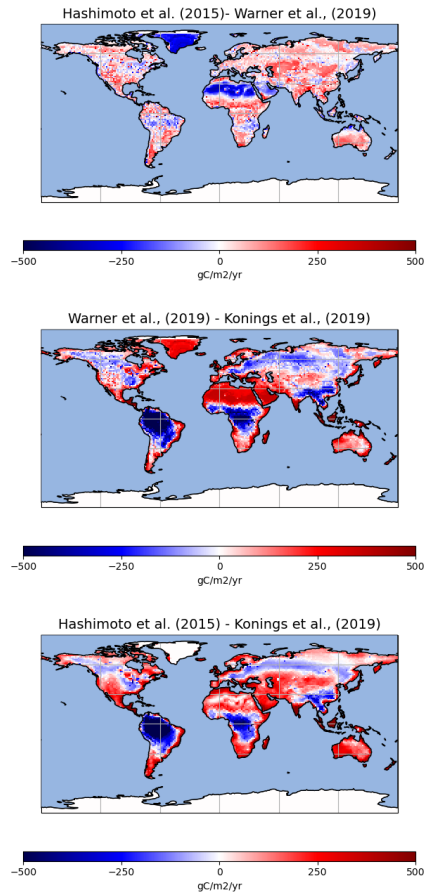 Hashimoto et al. (2015)- Warner et al., (2019)
−500 −250 0 250 500
gC/m2/yr
Warner et al., (2019) - Konings et al., (2019)
−500 −250 0 250 500
gC/m2/yr
Hashimoto et al. (2015) - Konings et al., (2019)
−500 −250 0 250 500
gC/m2/yr